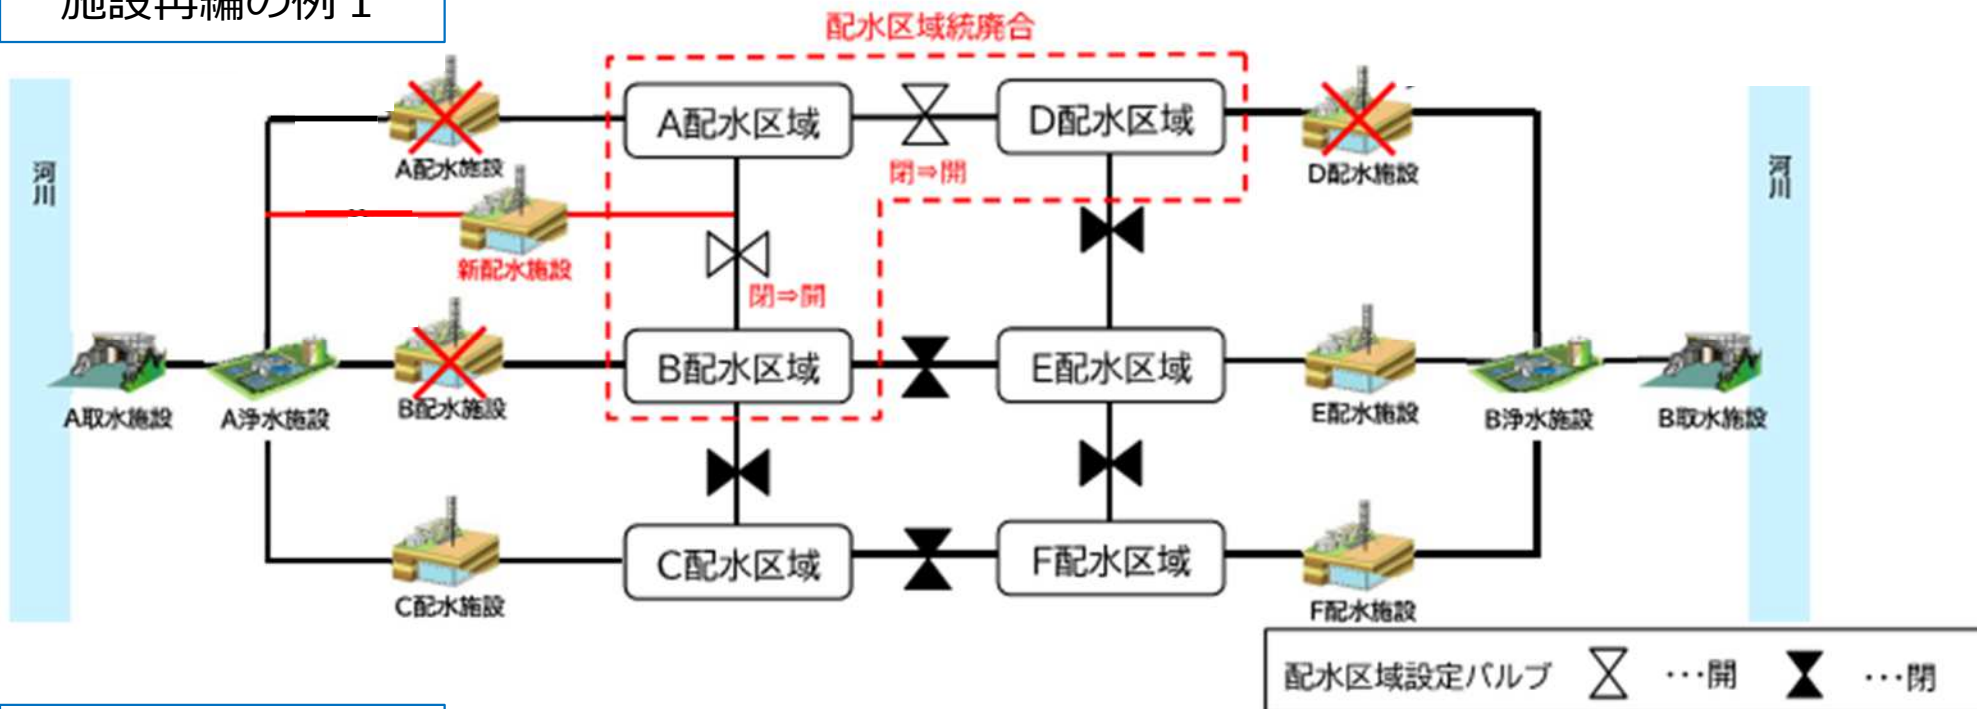 施設再編の例1
配水区域統廃合
A配水区域
D配水区域
河川
河川
A配水施設
閉⇒開
D配水施設
新配水施設
閉⇒開
B配水区域
E配水区域
A取水施設
A浄水施設
B配水施設
E配水施設
B浄水施設
B取水施設
C配水区域
F配水区域
C配水施設
F配水施設
配水区域設定バルブ …開 …閉